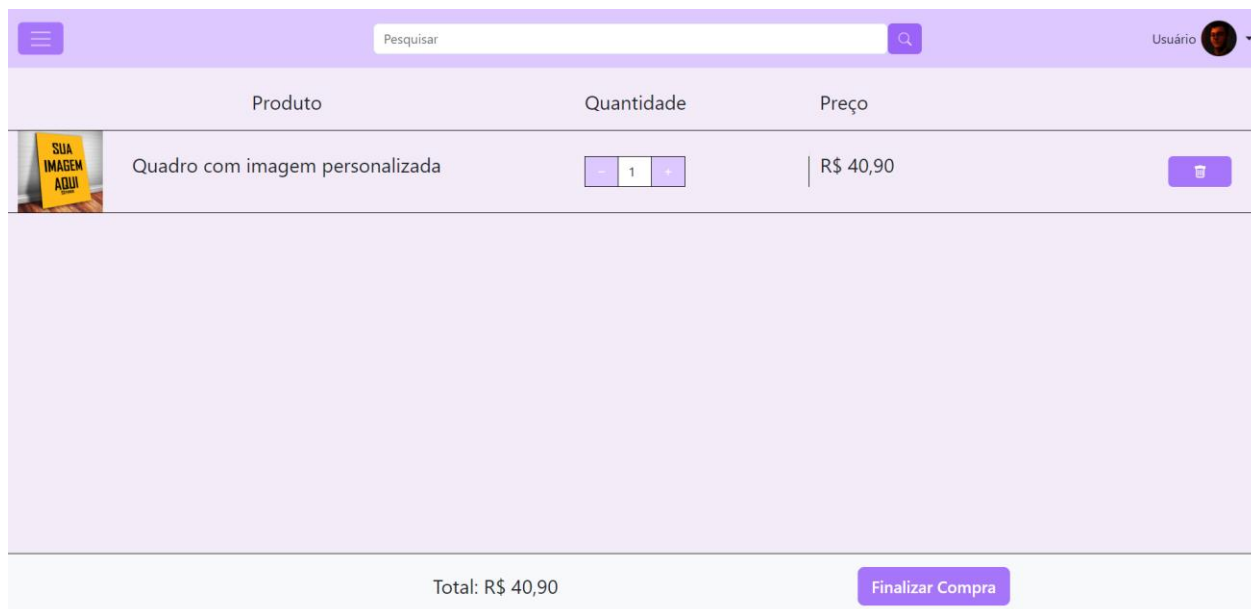 Pesquisar
Usuário
Produto Quantidade Preço
SUA
IMAGEM
AQUI
Quadro com imagem personalizada - 1 + R$ 40,90
Total: R$ 40,90 Finalizar Compra